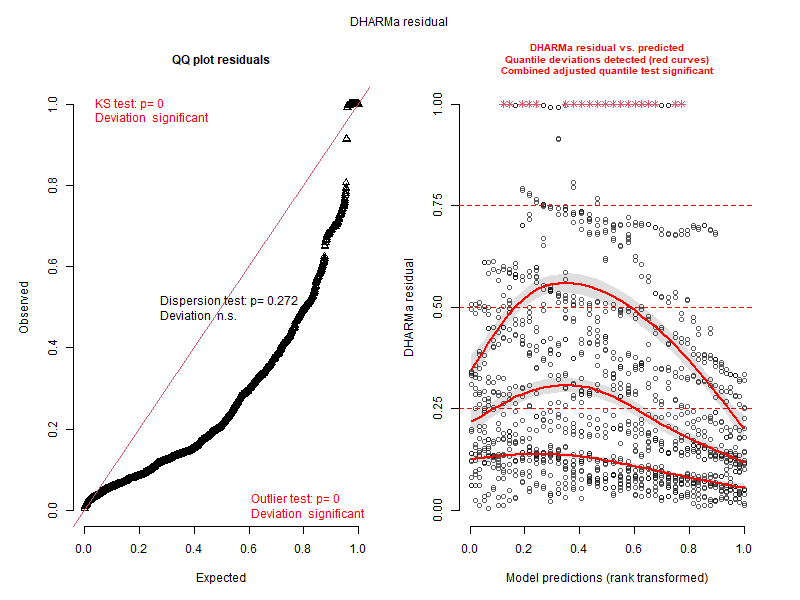 DHARMa residual
QQ plot residuals
KS test: p= 0
Deviation significant
Dispersion test: p= 0.272
Deviation n.s.
Outlier test: p= 0
Deviation significant
Observed
0.0
0.2
0.4
0.6
0.8
1.0
0.0
0.2
0.4
0.6
0.8
1.0
Expected
DHARMa residual vs. predicted
Quantile deviations detected (red curves)
Combined adjusted quantile test significant
DHARMa residual
0.00
0.25
0.50
0.75
1.00
0.0
0.2
0.4
0.6
0.8
1.0
Model predictions (rank transformed)